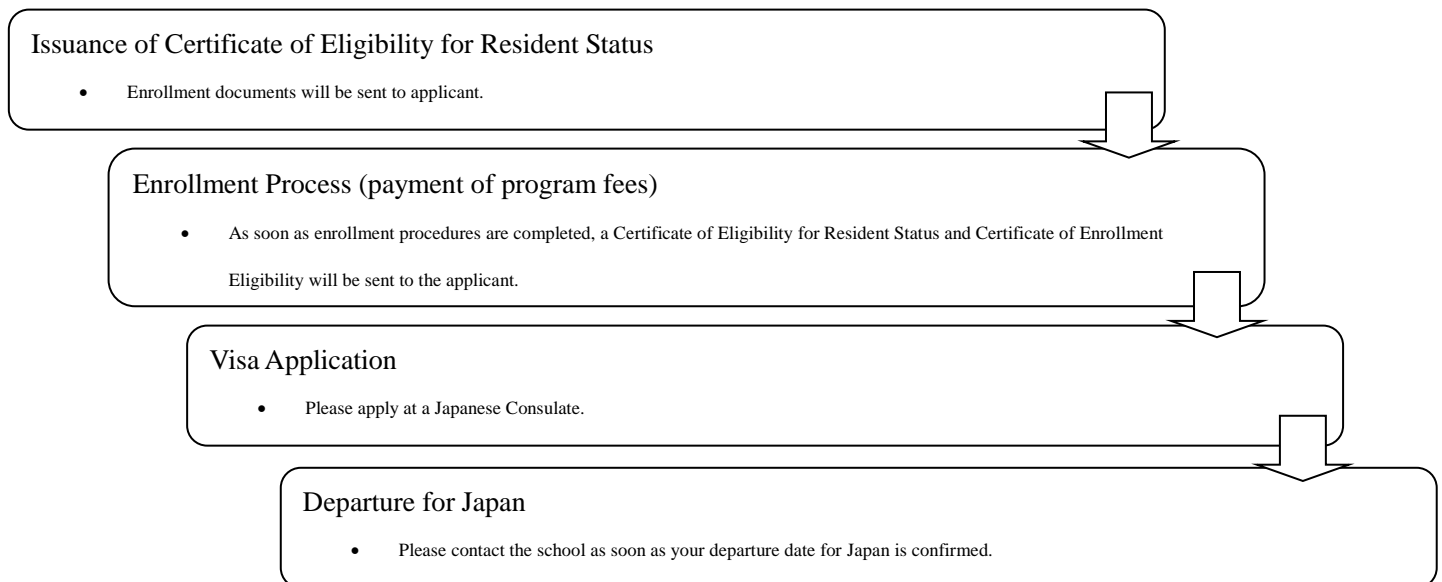 Issuance of Certificate of Eligibility for Resident Status
• Enrollment documents will be sent to applicant.
Enrollment Process (payment of program fees)
• As soon as enrollment procedures are completed, a Certificate of Eligibility for Resident Status and Certificate of Enrollment
Eligibility will be sent to the applicant.
Visa Application
• Please apply at a Japanese Consulate.
Departure for Japan
• Please contact the school as soon as your departure date for Japan is confirmed.